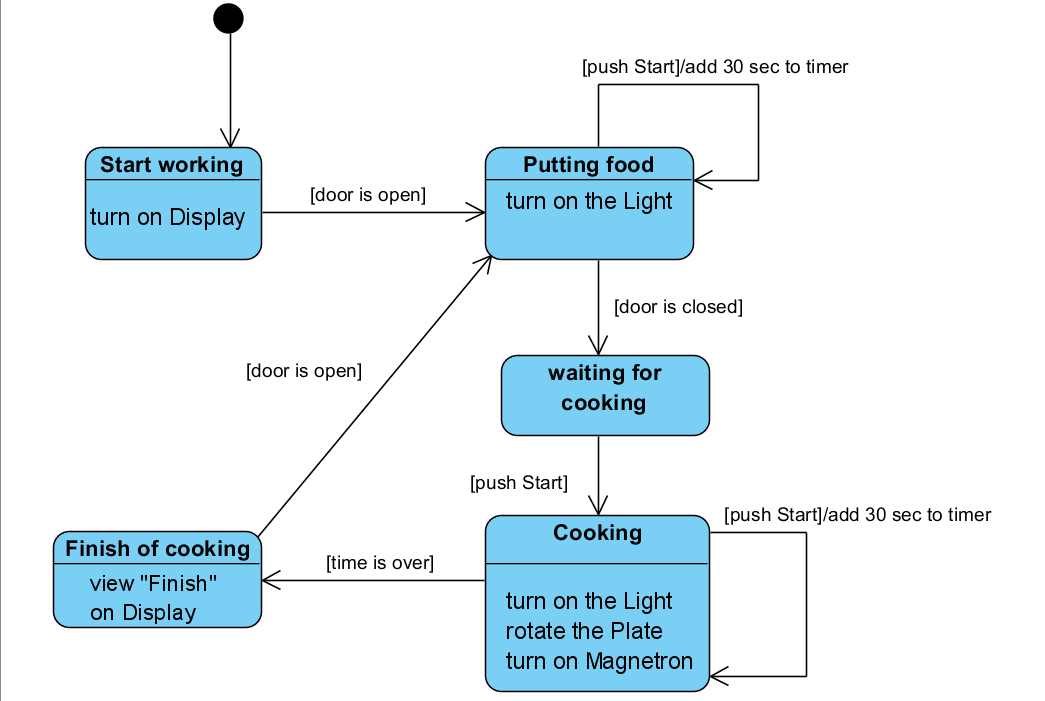 [push Start]/add 30 sec to timer
Start working
turn on Display
[door is open]
Putting food
turn on the Light
[door is closed]
[door is open]
waiting for
cooking
[push Start]
[push Start]/add 30 sec to timer
Cooking
turn on the Light
rotate the Plate
turn on Magnetron
[time is over]
Finish of cooking
view "Finish"
on Display